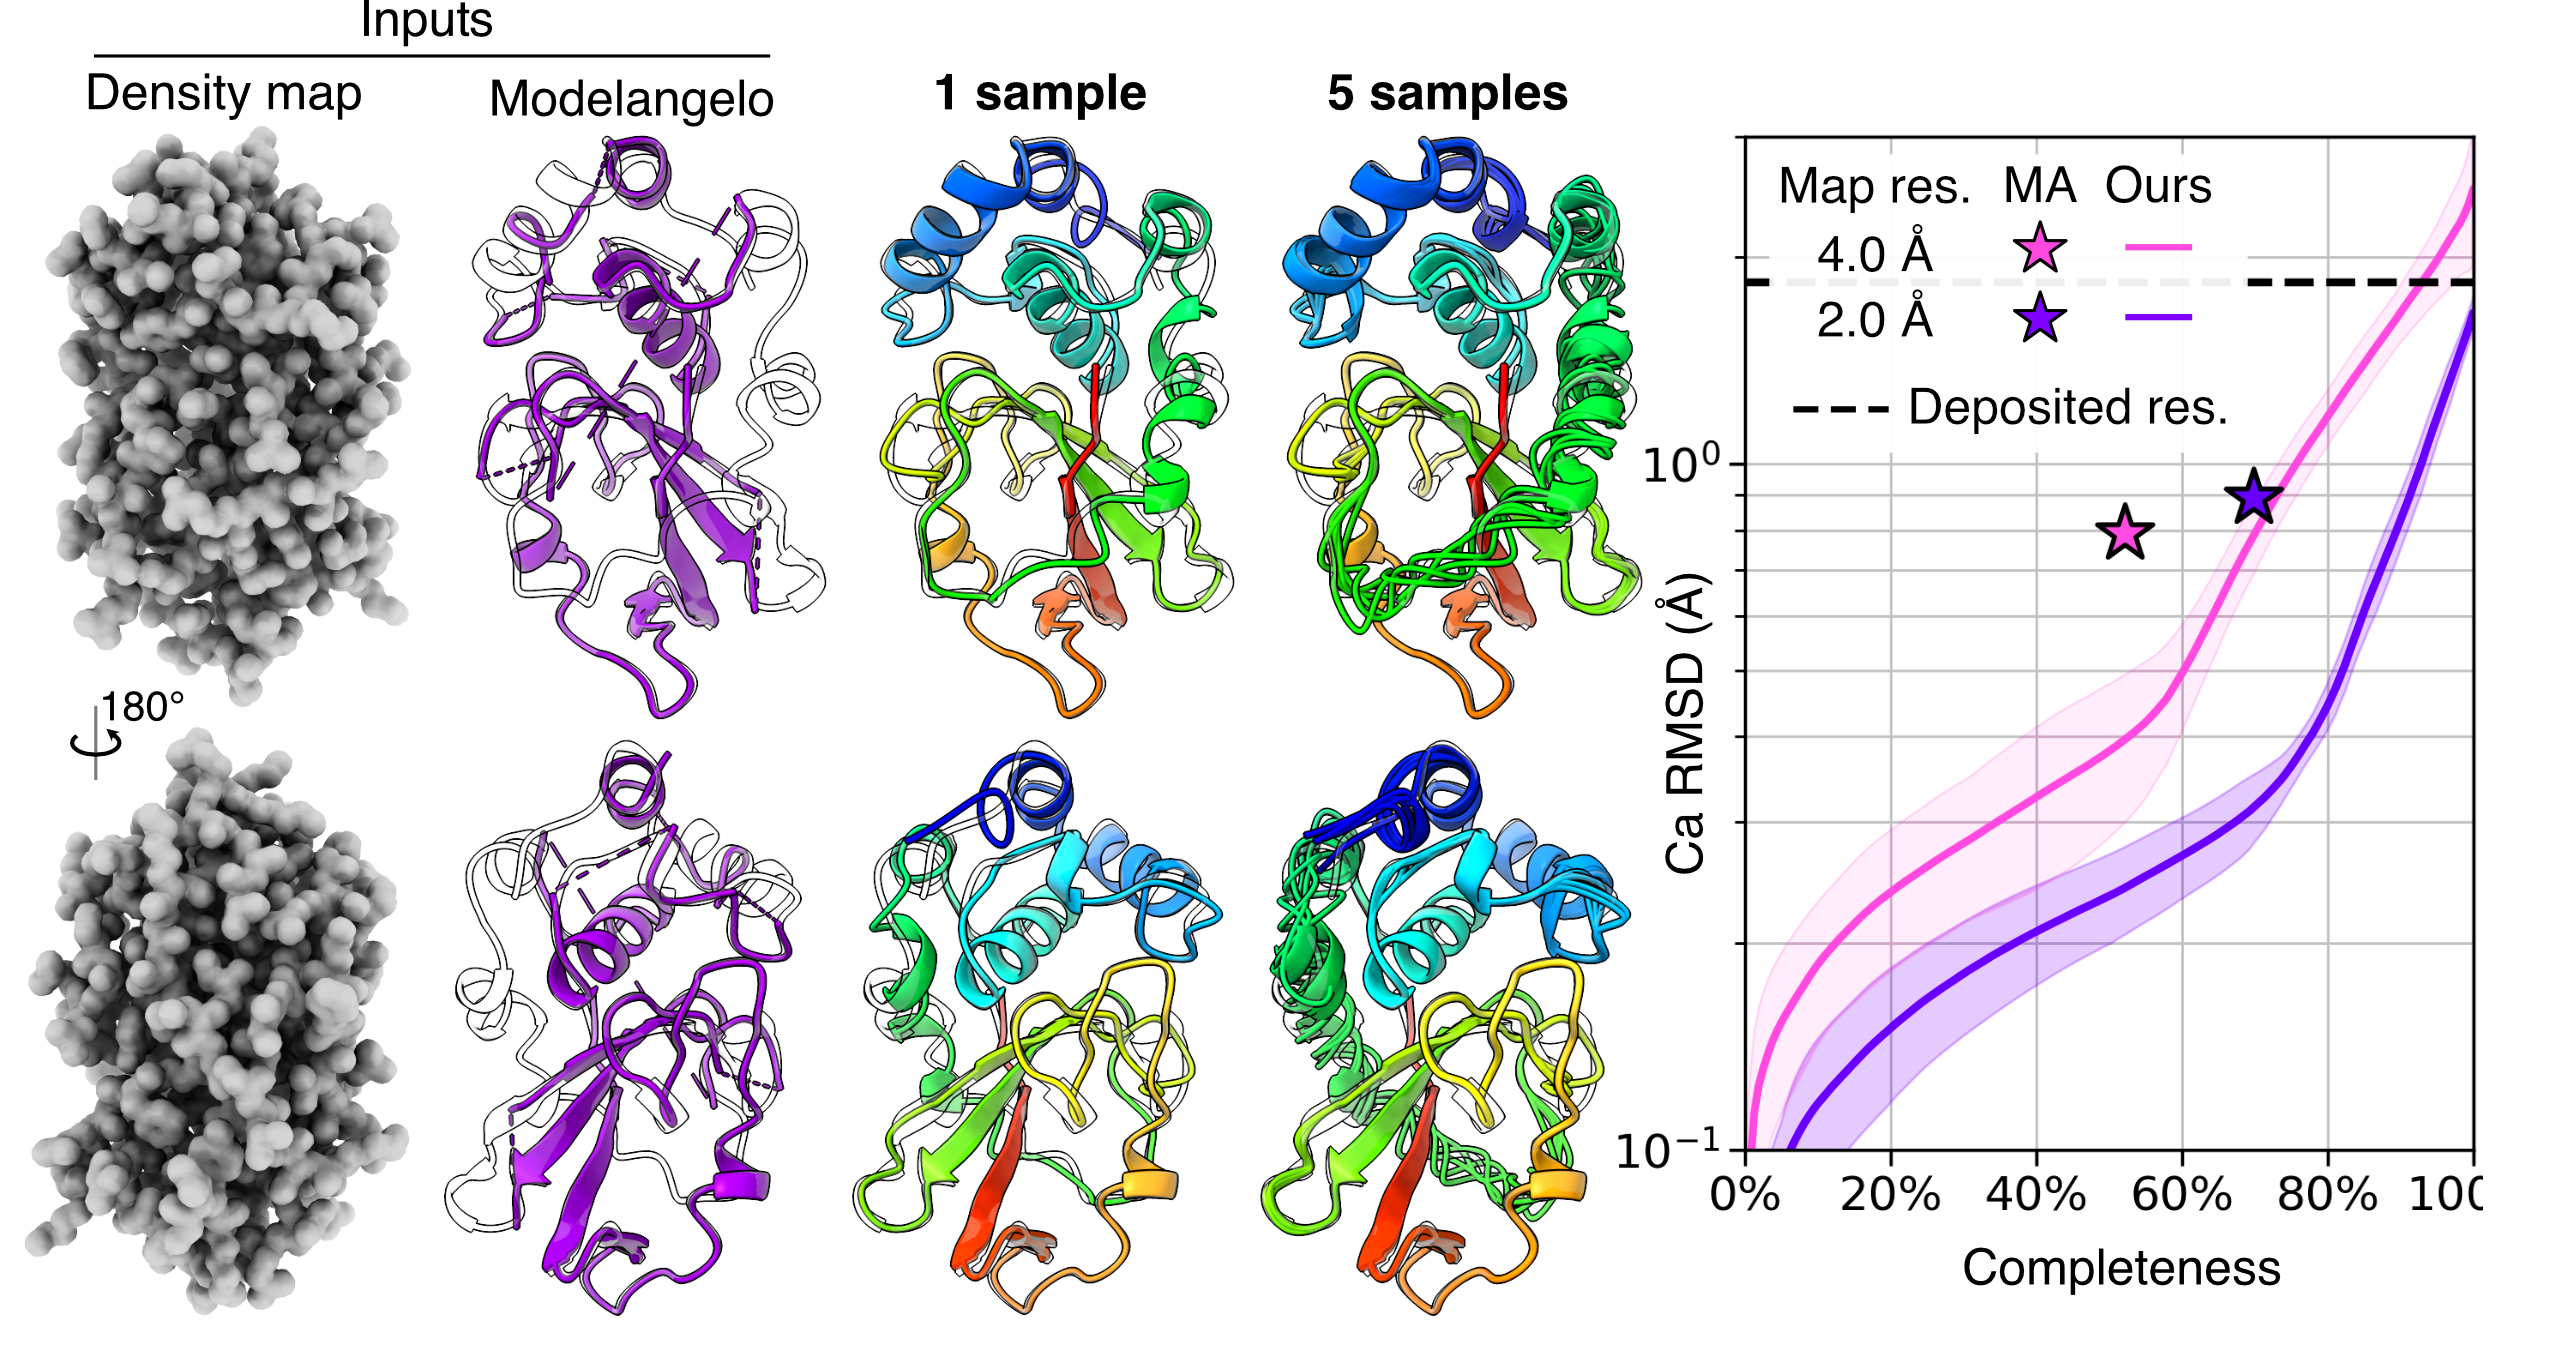 Inputs
Density map
Modelangelo
1 sample
5 samples
180°
Map res. MA Ours
4.0 Å
2.0 Å
Deposited res.
10⁰
10⁻¹
Ca RMSD (Å)
0% 20% 40% 60% 80% 100
Completeness